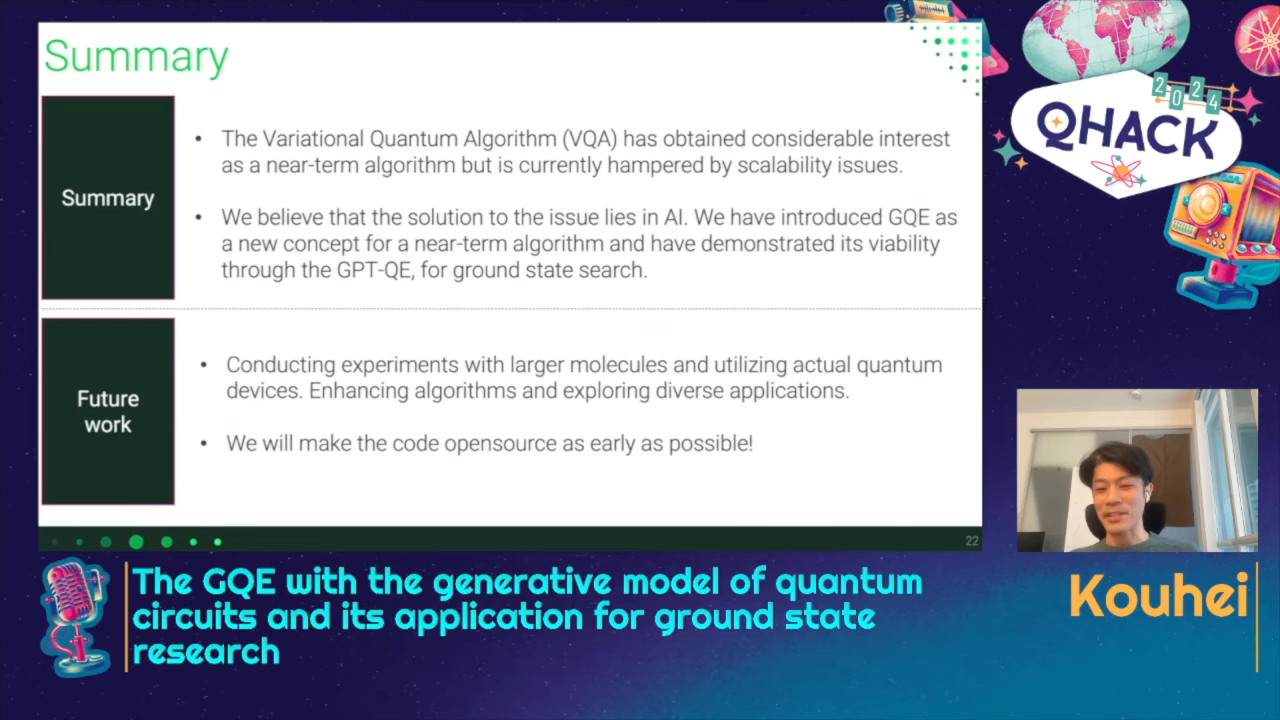 Summary
Summary
• The Variational Quantum Algorithm (VQA) has obtained considerable interest
as a near-term algorithm but is currently hampered by scalability issues.
• We believe that the solution to the issue lies in AI. We have introduced GQE as
a new concept for a near-term algorithm and have demonstrated its viability
through the GPT-QE, for ground state search.
Future
work
• Conducting experiments with larger molecules and utilizing actual quantum
devices. Enhancing algorithms and exploring diverse applications.
• We will make the code opensource as early as possible!
22
2024
QHACK
The GQE with the generative model of quantum
circuits and its application for ground state
research
Kouhei